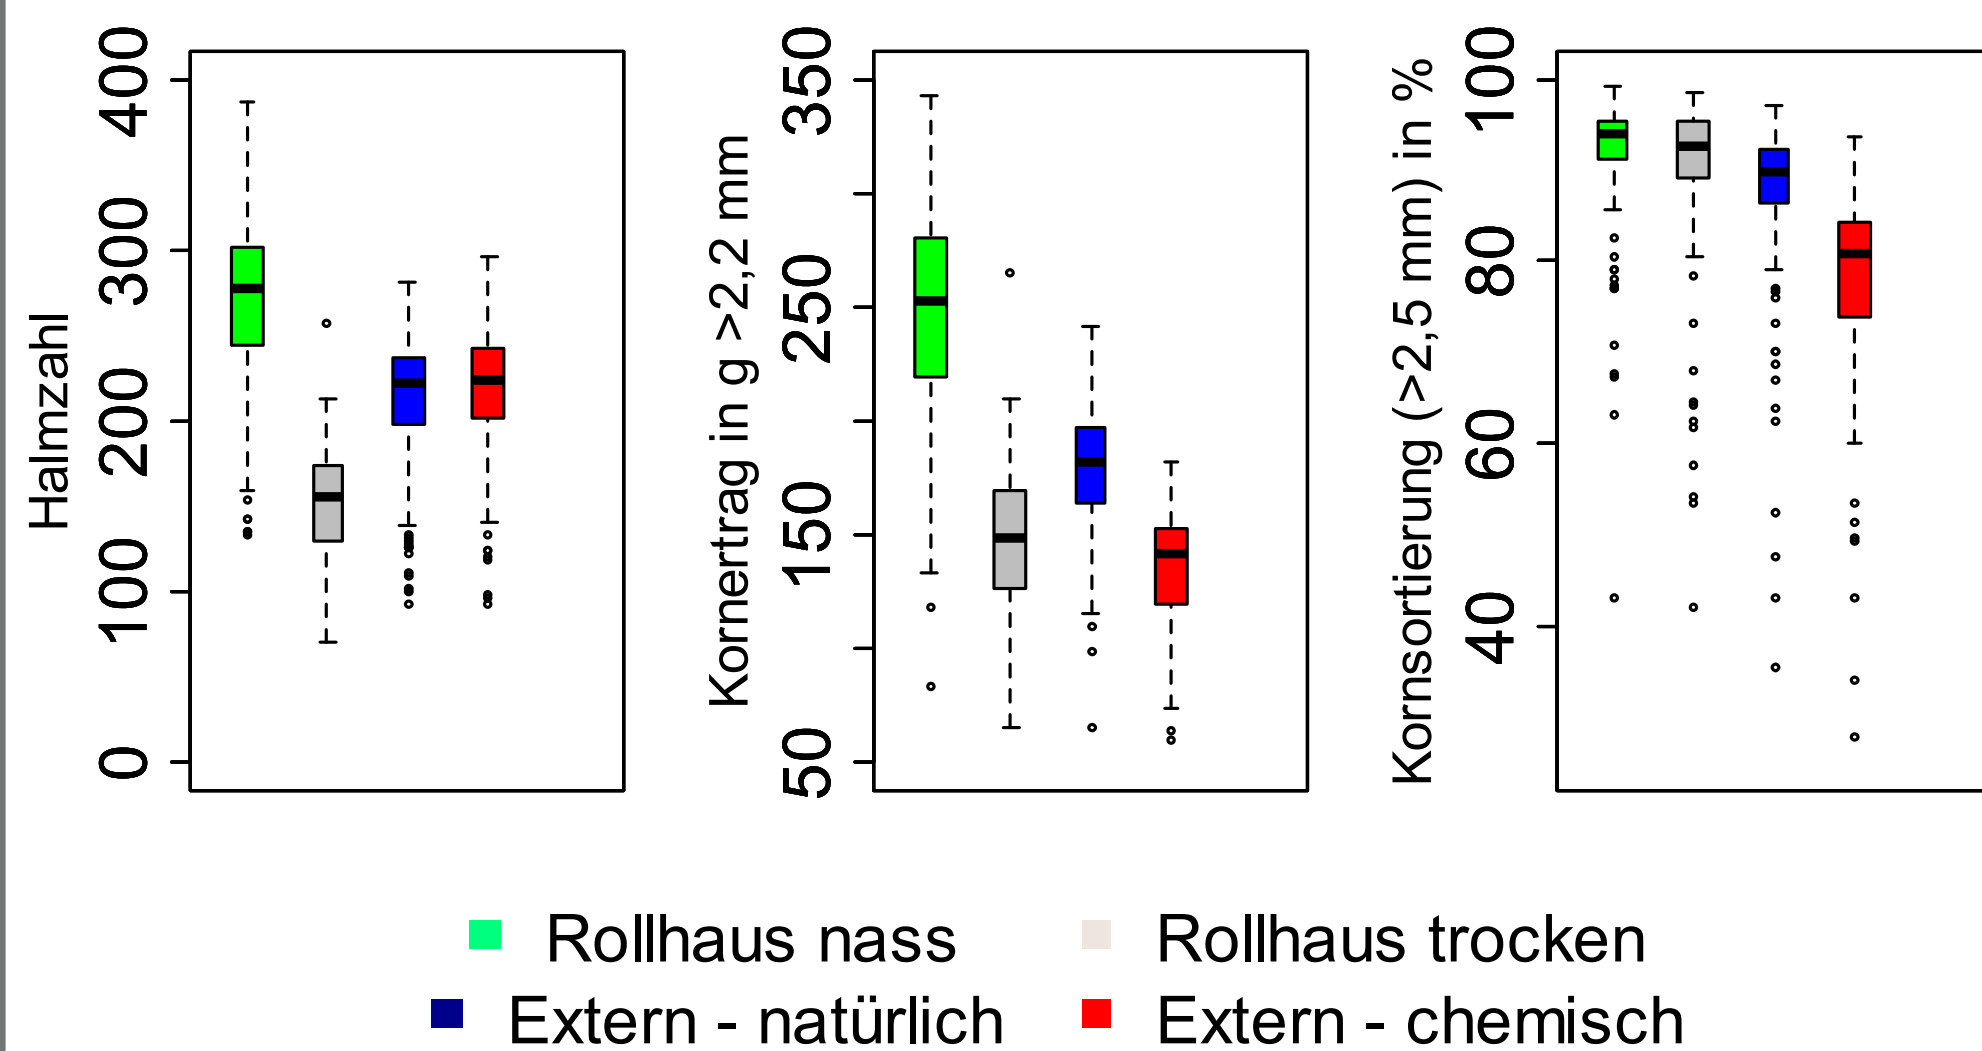 Halmzahl
400
300
200
100
0
Kornertrag in g >2,2 mm
350
250
150
50
Kornsortierung (>2,5 mm) in %
100
80
60
40
Rollhaus nass
Rollhaus trocken
Extern - natürlich
Extern - chemisch